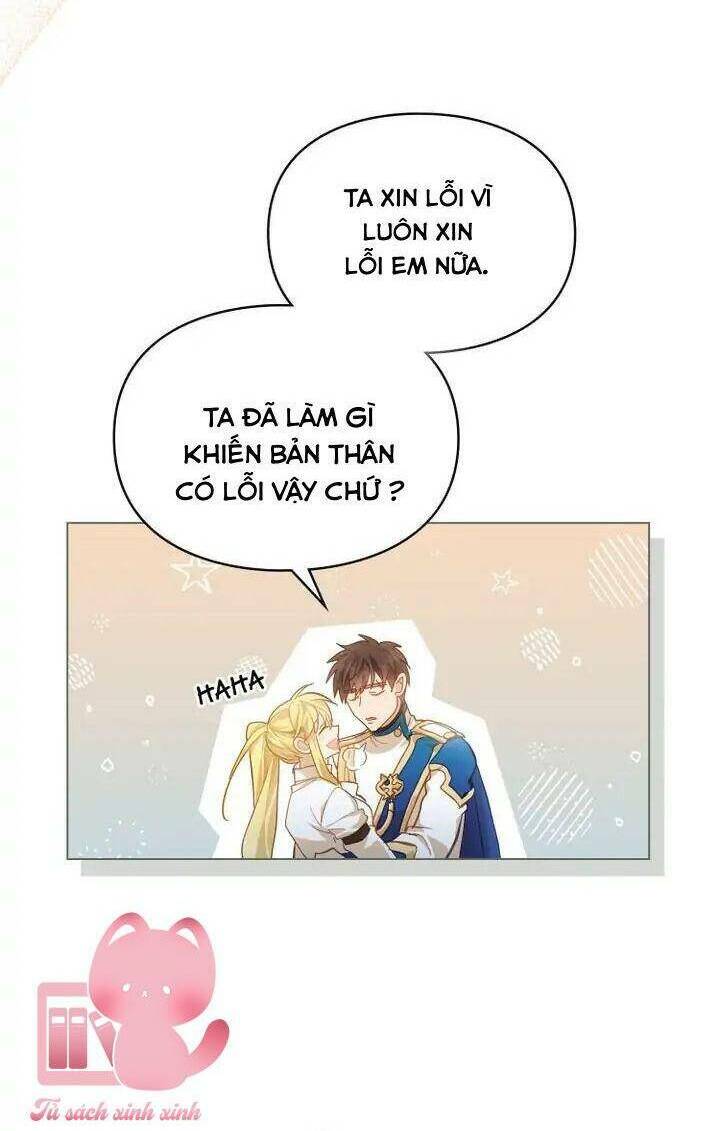 TA XIN LỖI VÌ
LUÔN XIN
LỖI EM NỮA.
TA ĐÃ LÀM GÌ
KHIẾN BẢN THÂN
CÓ LỖI VẬY CHỨ ?
HAHA
Tủ sách xinh xinh